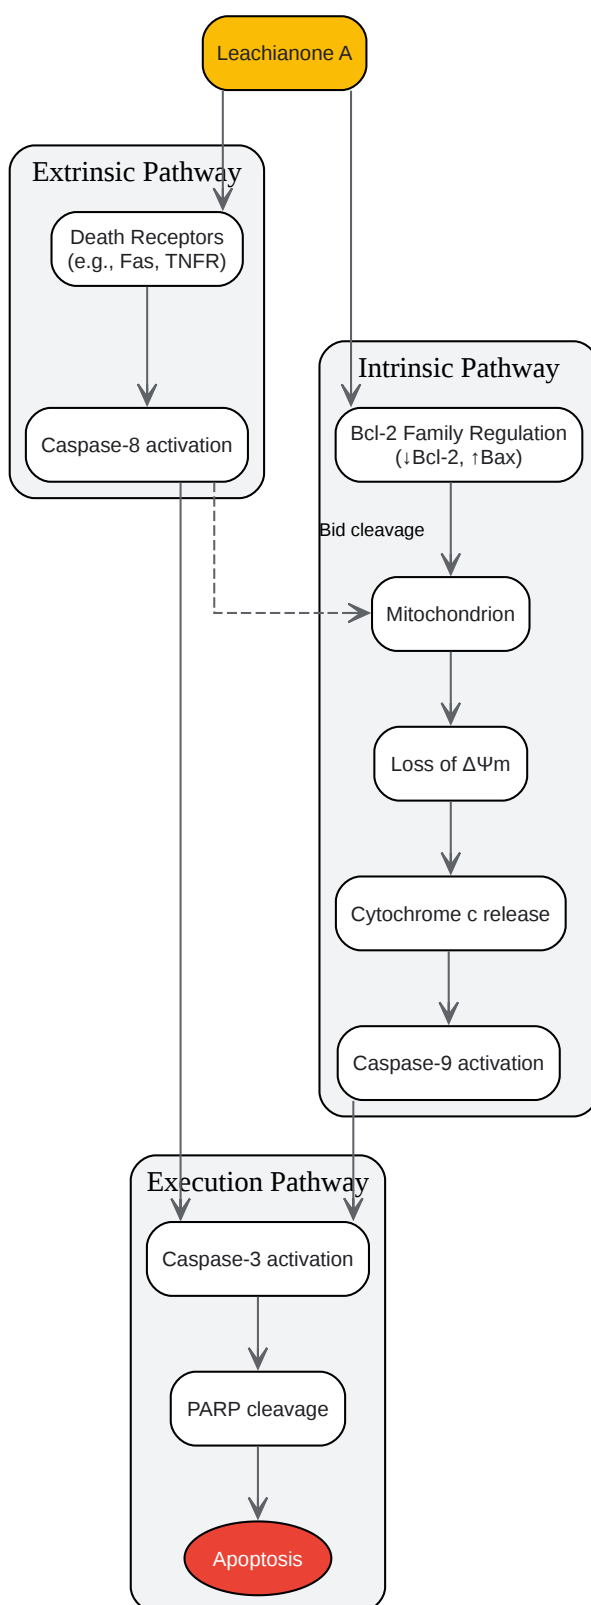 Leachianone A
Extrinsic Pathway
Death Receptors
(e.g., Fas, TNFR)
Caspase-8 activation
Intrinsic Pathway
Bcl-2 Family Regulation
(↓Bcl-2, ↑Bax)
Bid cleavage
Mitochondrion
Loss of ΔΨm
Cytochrome c release
Caspase-9 activation
Execution Pathway
Caspase-3 activation
PARP cleavage
Apoptosis